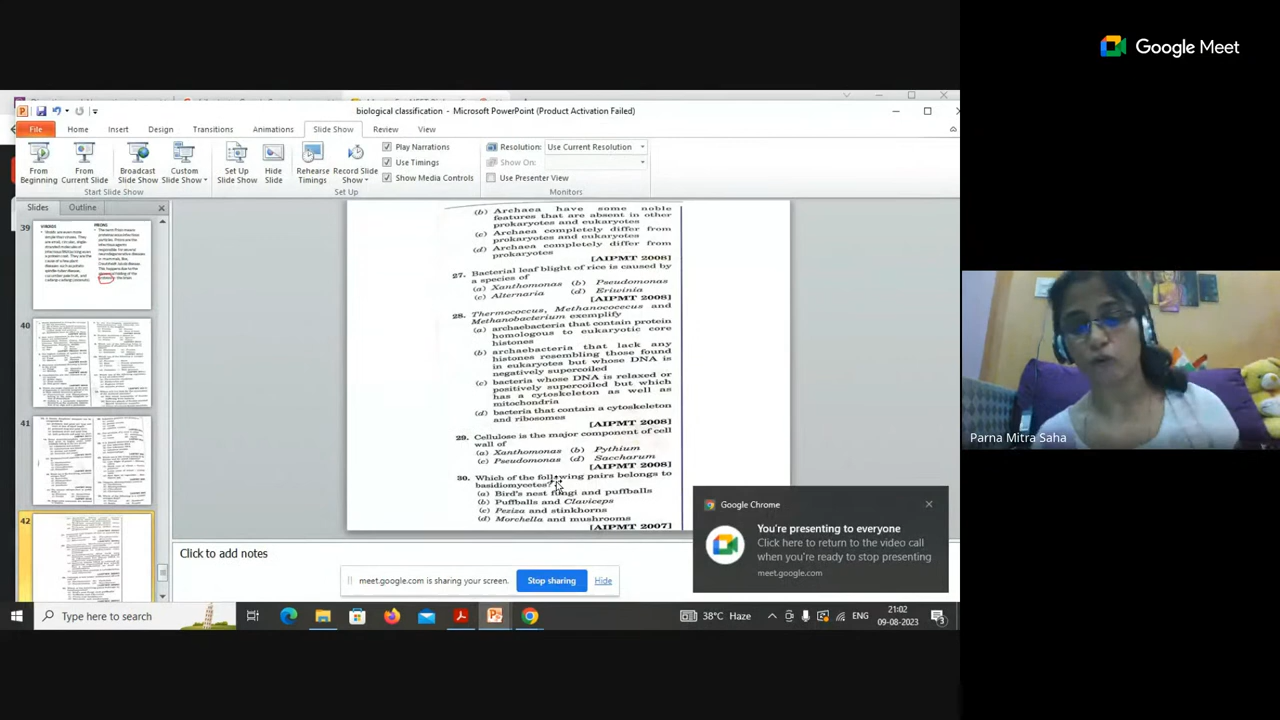 Google Meet
biological classification - Microsoft PowerPoint (Product Activation Failed)
File Home Insert Design Transitions Animations Slide Show Review View
From Beginning
From Current Slide
Broadcast Slide Show
Custom Slide Show
Set Up Slide Show
Hide Slide
Rehearse Timings
Record Slide Show
Play Narrations
Use Timings
Show Media Controls
Resolution: Use Current Resolution
Show On:
Use Presenter View
Start Slide Show
Set Up
Monitors
Slides Outline
39
VIROIDS
PRIONS
40
41
42
(b) Archaea have some noble
features that are absent in other
prokaryotes and eukaryotes
(c) Archaea completely differ from
prokaryotes and eukaryotes
(d) Archaea completely differ from
prokaryotes
[AIPMT 2008]
27. Bacterial leaf blight of rice is caused by
a species of
(a) Xanthomonas (b) Pseudomonas
(c) Alternaria (d) Eriwinia
[AIPMT 2008]
28. Thermococcus, Methanococcus and
Methanobacterium exemplify
(a) archaebacteria that contain protein
homologous to eukaryotic core
histones
(b) archaebacteria that lack any
histones resembling those found
in eukaryotes but whose DNA is
negatively supercoiled
(c) bacteria whose DNA is relaxed or
positively supercoiled but which
has a cytoskeleton as well as
mitochondria
(d) bacteria that contain a cytoskeleton
and ribosomes
[AIPMT 2008]
29. Cellulose is the major component of cell
wall of
(a) Xanthomonas (b) Pythium
(c) Pseudomonas (d) Saccharum
[AIPMT 2008]
30. Which of the following pairs belongs to
basidiomycetes?
(a) Bird's nest fungi and puffballs
(b) Puffballs and Claviceps
(c) Peziza and stinkhorns
(d) Morchella and mushrooms
[AIPMT 2007]
Click to add notes
meet.google.com is sharing your screen. Stop sharing Hide
Google Chrome
You're presenting to everyone
Click here to return to the video call
when you're ready to stop presenting
meet.google.com
Parna Mitra Saha
Type here to search
38°C Haze
ENG
21:02
09-08-2023
3